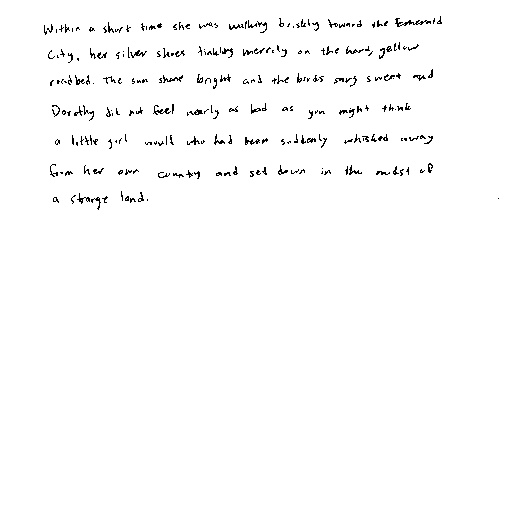 Within a short time she was walking briskly toward the Emerald
City, her silver shoes tinkling merrily on the hard, yellow
roadbed. The sun shone bright and the birds sang sweet and
Dorothy did not feel nearly as bad as you might think
a little girl would who had been suddenly whisked away
from her own country and set down in the midst of
a strange land.